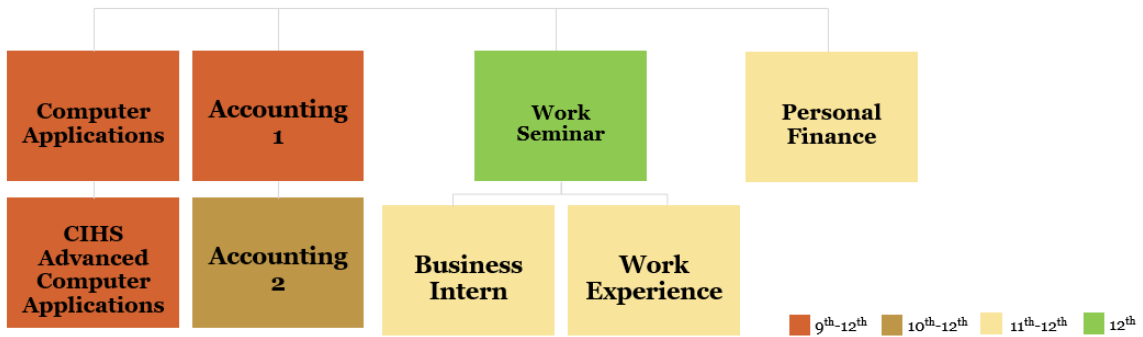 Computer
Applications
Accounting
1
Work
Seminar
Personal
Finance
CIHS
Advanced
Computer
Applications
Accounting
2
Business
Intern
Work
Experience
9th-12th
10th-12th
11th-12th
12th